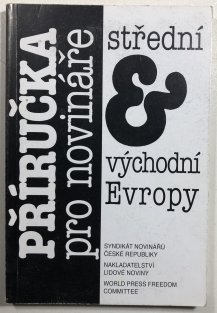 PŘÍRUČKA
pro novináře
střední
&
východní
Evropy
SYNDIKÁT NOVINÁŘŮ
ČESKÉ REPUBLIKY
NAKLADATELSTVÍ
LIDOVÉ NOVINY
WORLD PRESS FREEDOM
COMMITTEE